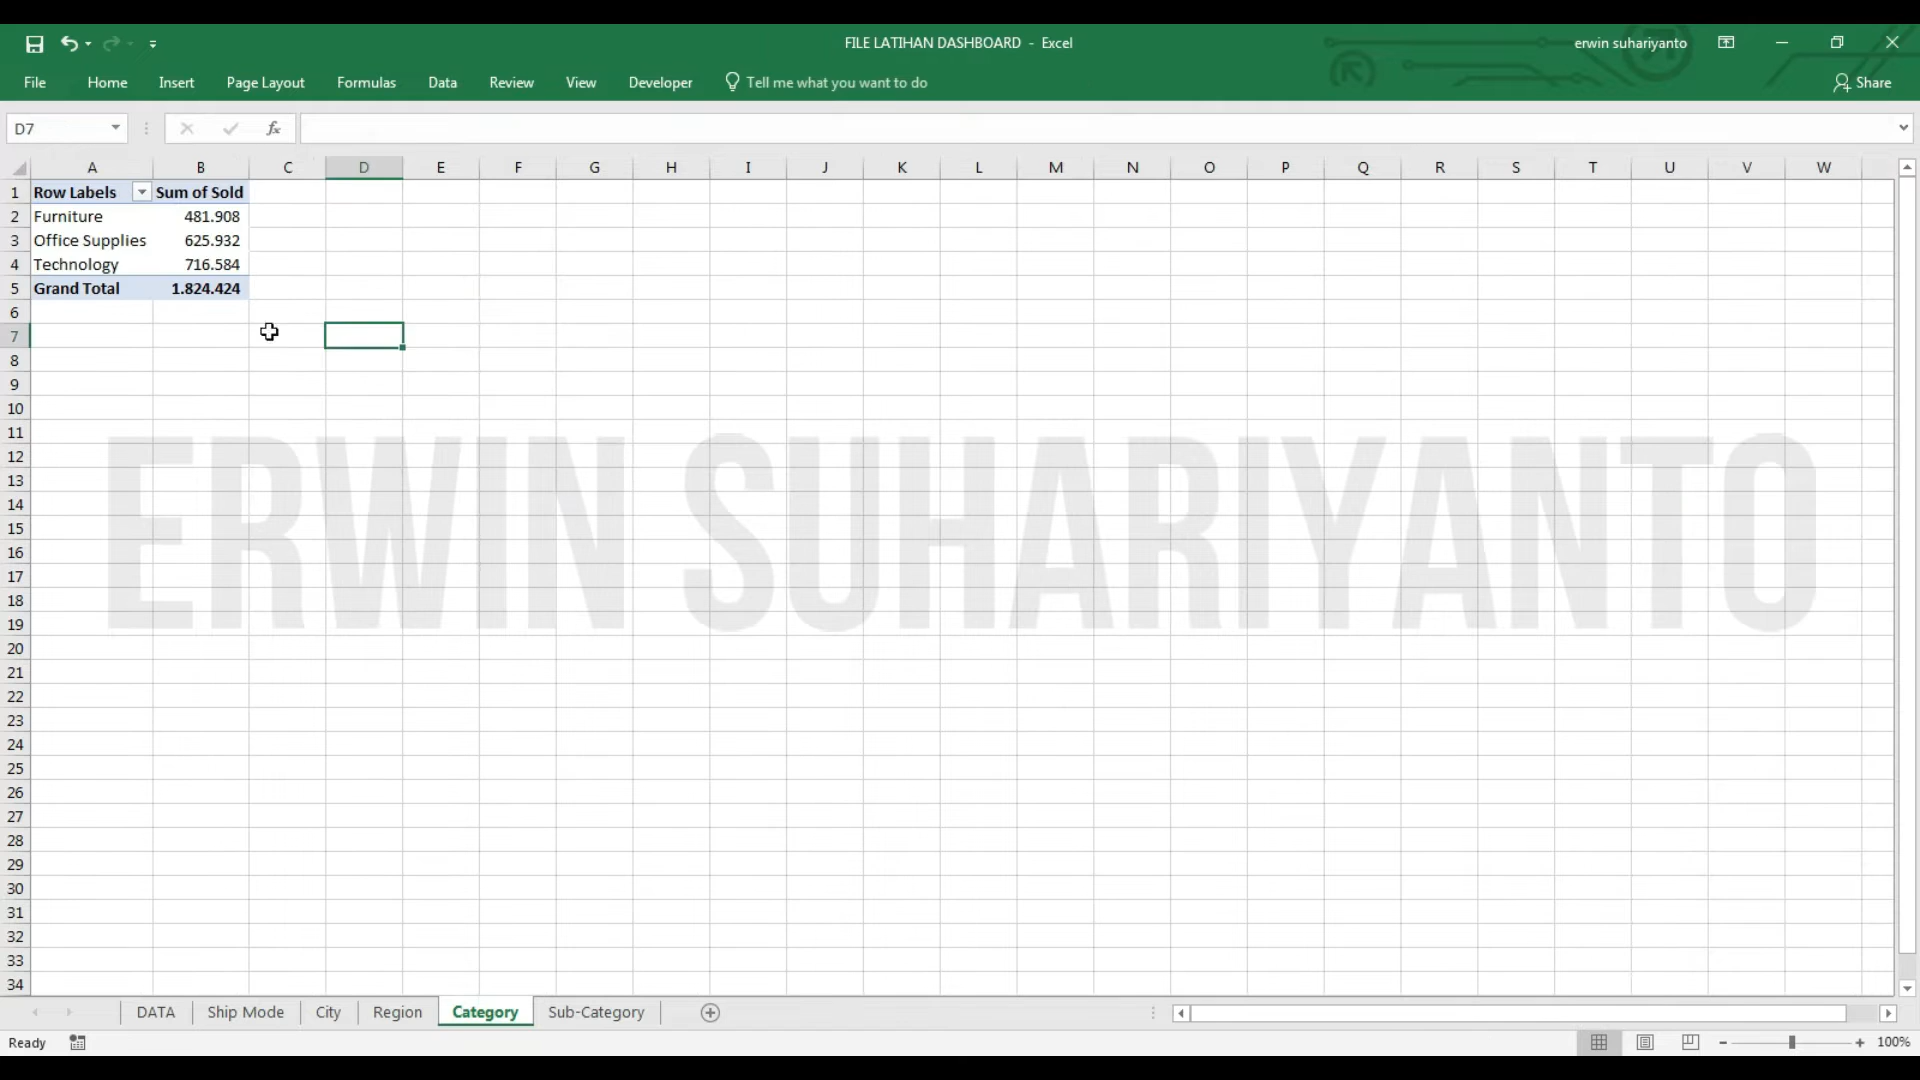 FILE LATIHAN DASHBOARD - Excel
erwin suhariyanto
File Home Insert Page Layout Formulas Data Review View Developer Tell me what you want to do
Share
D7
fx
A B C D E F G H I J K L M N O P Q R S T U V W
1 Row Labels Sum of Sold
2 Furniture 481.908
3 Office Supplies 625.932
4 Technology 716.584
5 Grand Total 1.824.424
6
7
8
9
10
11
12
13
14
15
16
17
18
19
20
21
22
23
24
25
26
27
28
29
30
31
32
33
34
ERWIN SUHARIYANTO
DATA Ship Mode City Region Category Sub-Category
Ready
100%